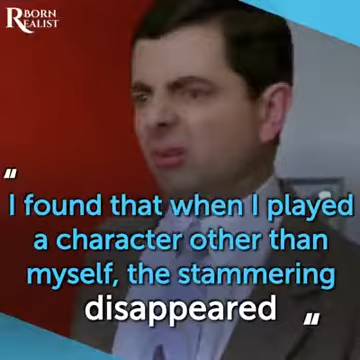 BORN
REALIST
"
I found that when I played
a character other than
myself, the stammering
disappeared "